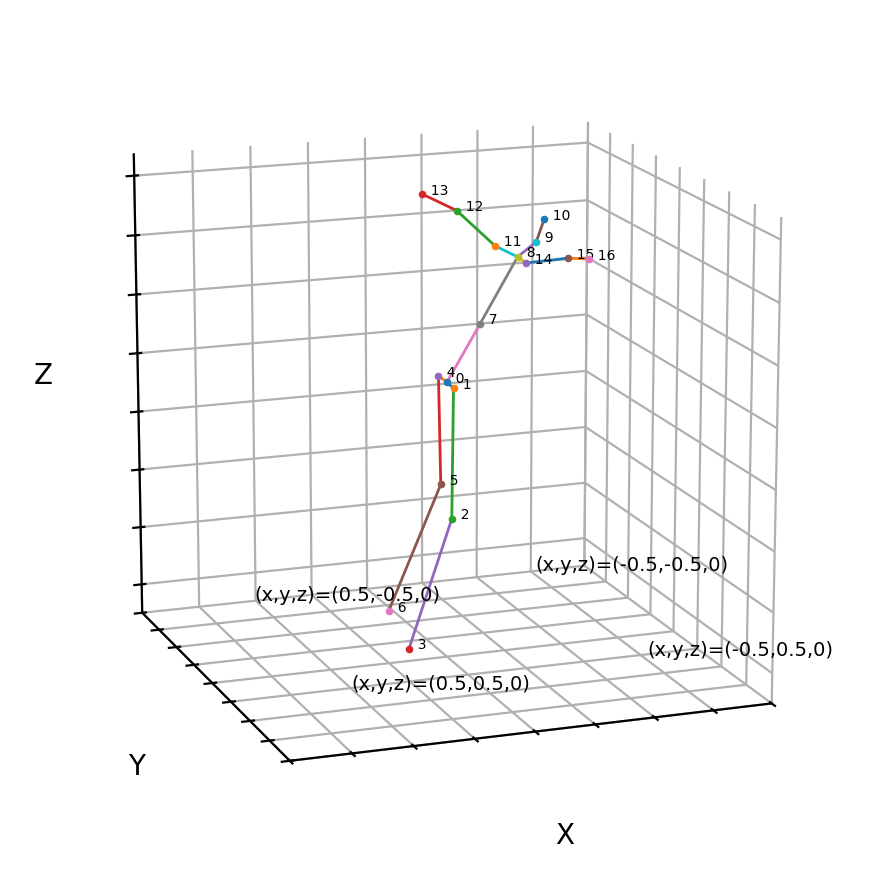 13
12
10
11
9
8
14
15
16
7
Z
4
0
1
5
2
(x,y,z)=(-0.5,-0.5,0)
(x,y,z)=(0.5,-0.5,0)
6
3
(x,y,z)=(-0.5,0.5,0)
(x,y,z)=(0.5,0.5,0)
Y
X